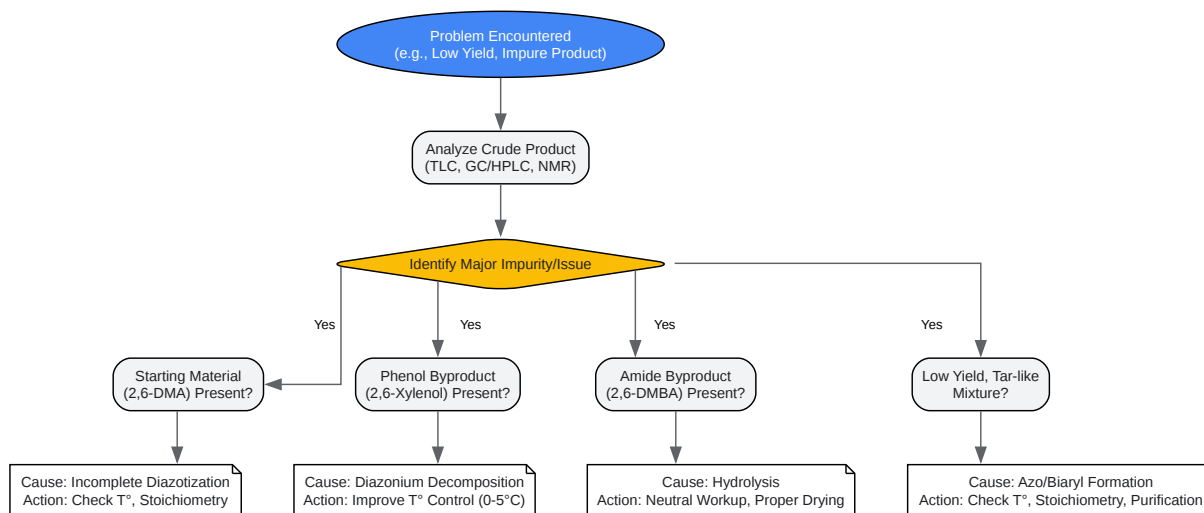 Problem Encountered
(e.g., Low Yield, Impure Product)
Analyze Crude Product
(TLC, GC/HPLC, NMR)
Identify Major Impurity/Issue
Yes
Yes
Yes
Yes
Starting Material
(2,6-DMA) Present?
Phenol Byproduct
(2,6-Xylenol) Present?
Amide Byproduct
(2,6-DMBA) Present?
Low Yield, Tar-like
Mixture?
Cause: Incomplete Diazotization
Action: Check T°, Stoichiometry
Cause: Diazonium Decomposition
Action: Improve T° Control (0-5°C)
Cause: Hydrolysis
Action: Neutral Workup, Proper Drying
Cause: Azo/Biaryl Formation
Action: Check T°, Stoichiometry, Purification